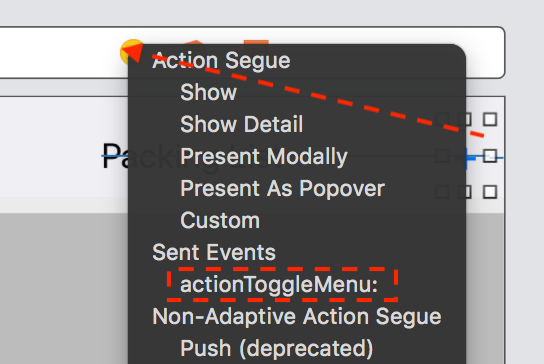 Action Segue
Show
Show Detail
Present Modally
Present As Popover
Custom
Sent Events
actionToggleMenu:
Non-Adaptive Action Segue
Push (deprecated)